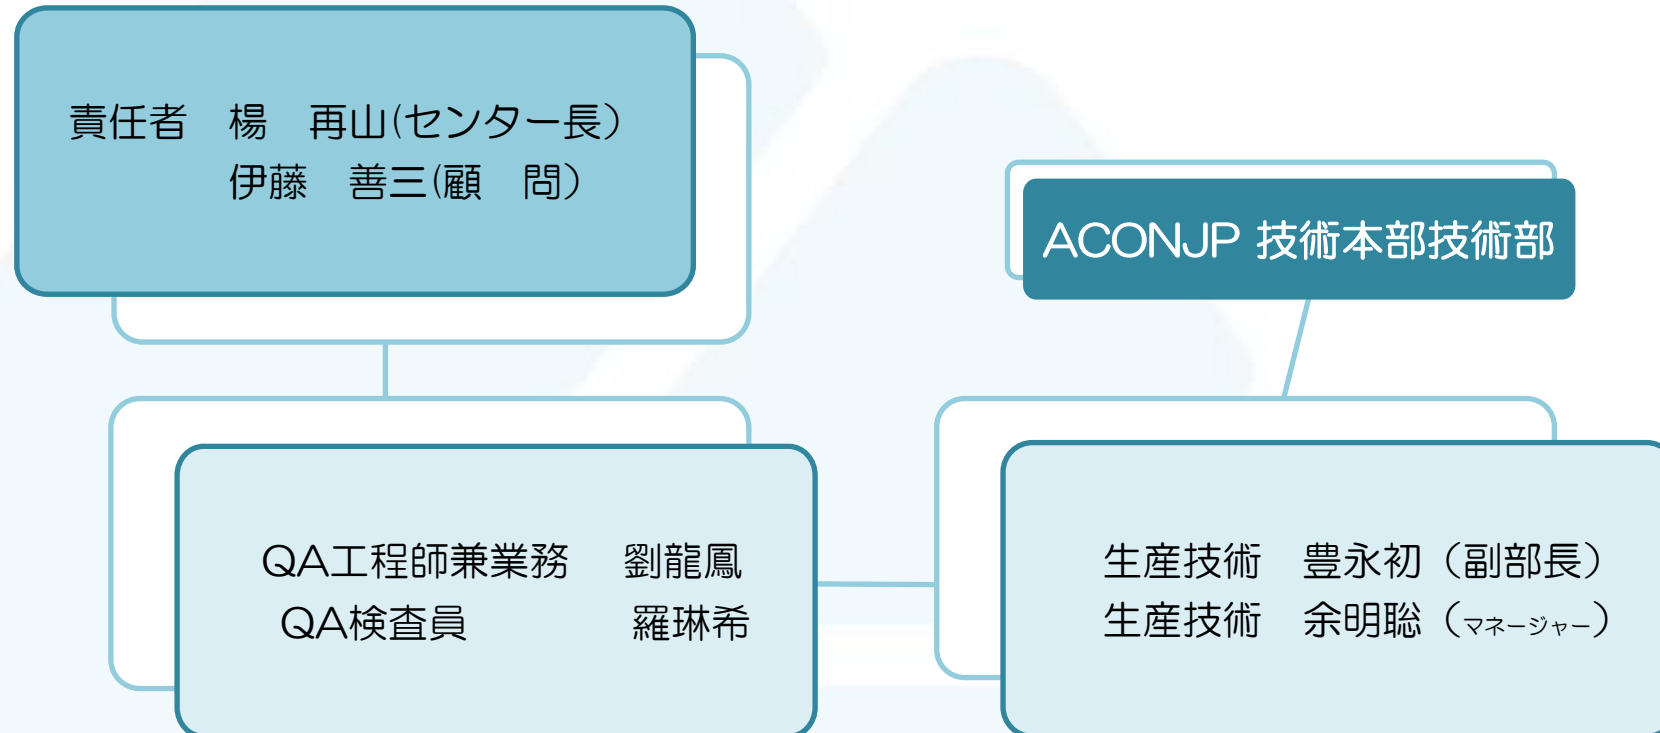 責任者　楊　再山(センター長）
伊藤　善三(顧　問）
ACONJP 技術本部技術部
QA工程師兼業務　劉龍鳳
QA検査員　羅琳希
生産技術　豊永初（副部長）
生産技術　余明聡（マネージャー）